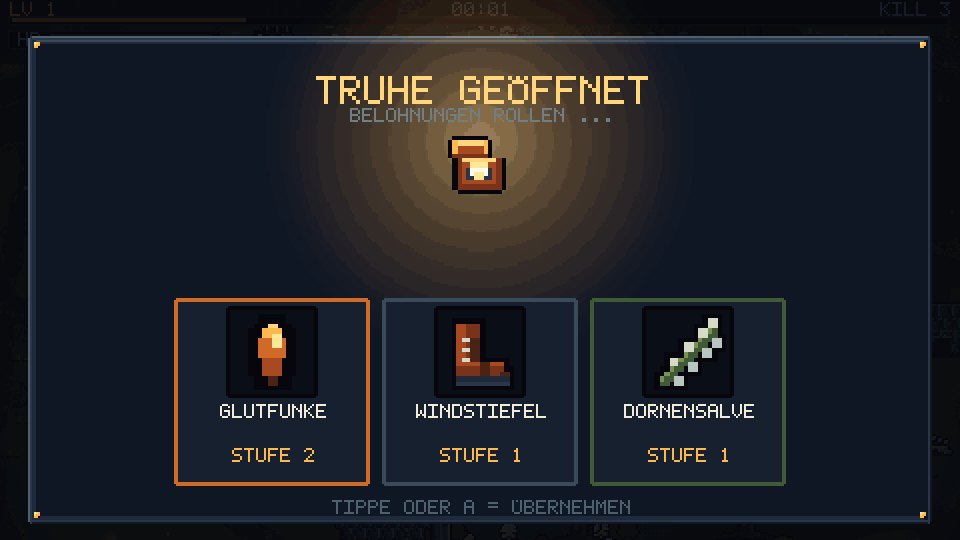 LV 1 00:01 KILL 3
HP
TRUHE GEÖFFNET
BELOHNUNGEN ROLLEN ...
GLUTFUNKE WINDSTIEFEL DORNENSALVE
STUFE 2 STUFE 1 STUFE 1
TIPPE ODER A = ÜBERNEHMEN